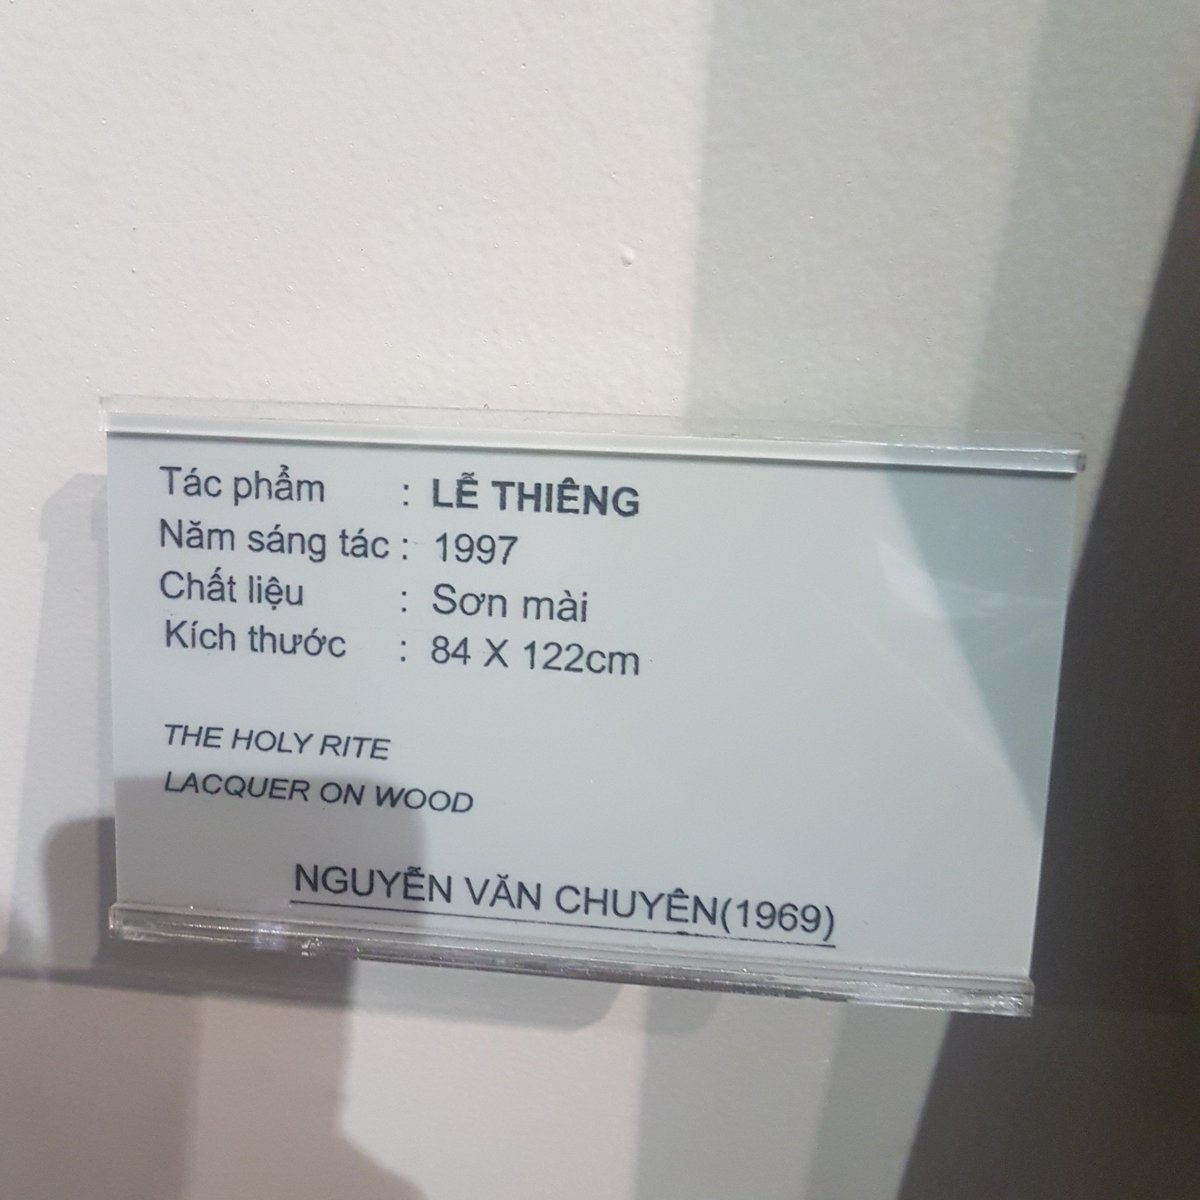 Tác phẩm : LỄ THIÊNG
Năm sáng tác : 1997
Chất liệu : Sơn mài
Kích thước : 84 X 122cm
THE HOLY RITE
LACQUER ON WOOD
NGUYỄN VĂN CHUYÊN(1969)